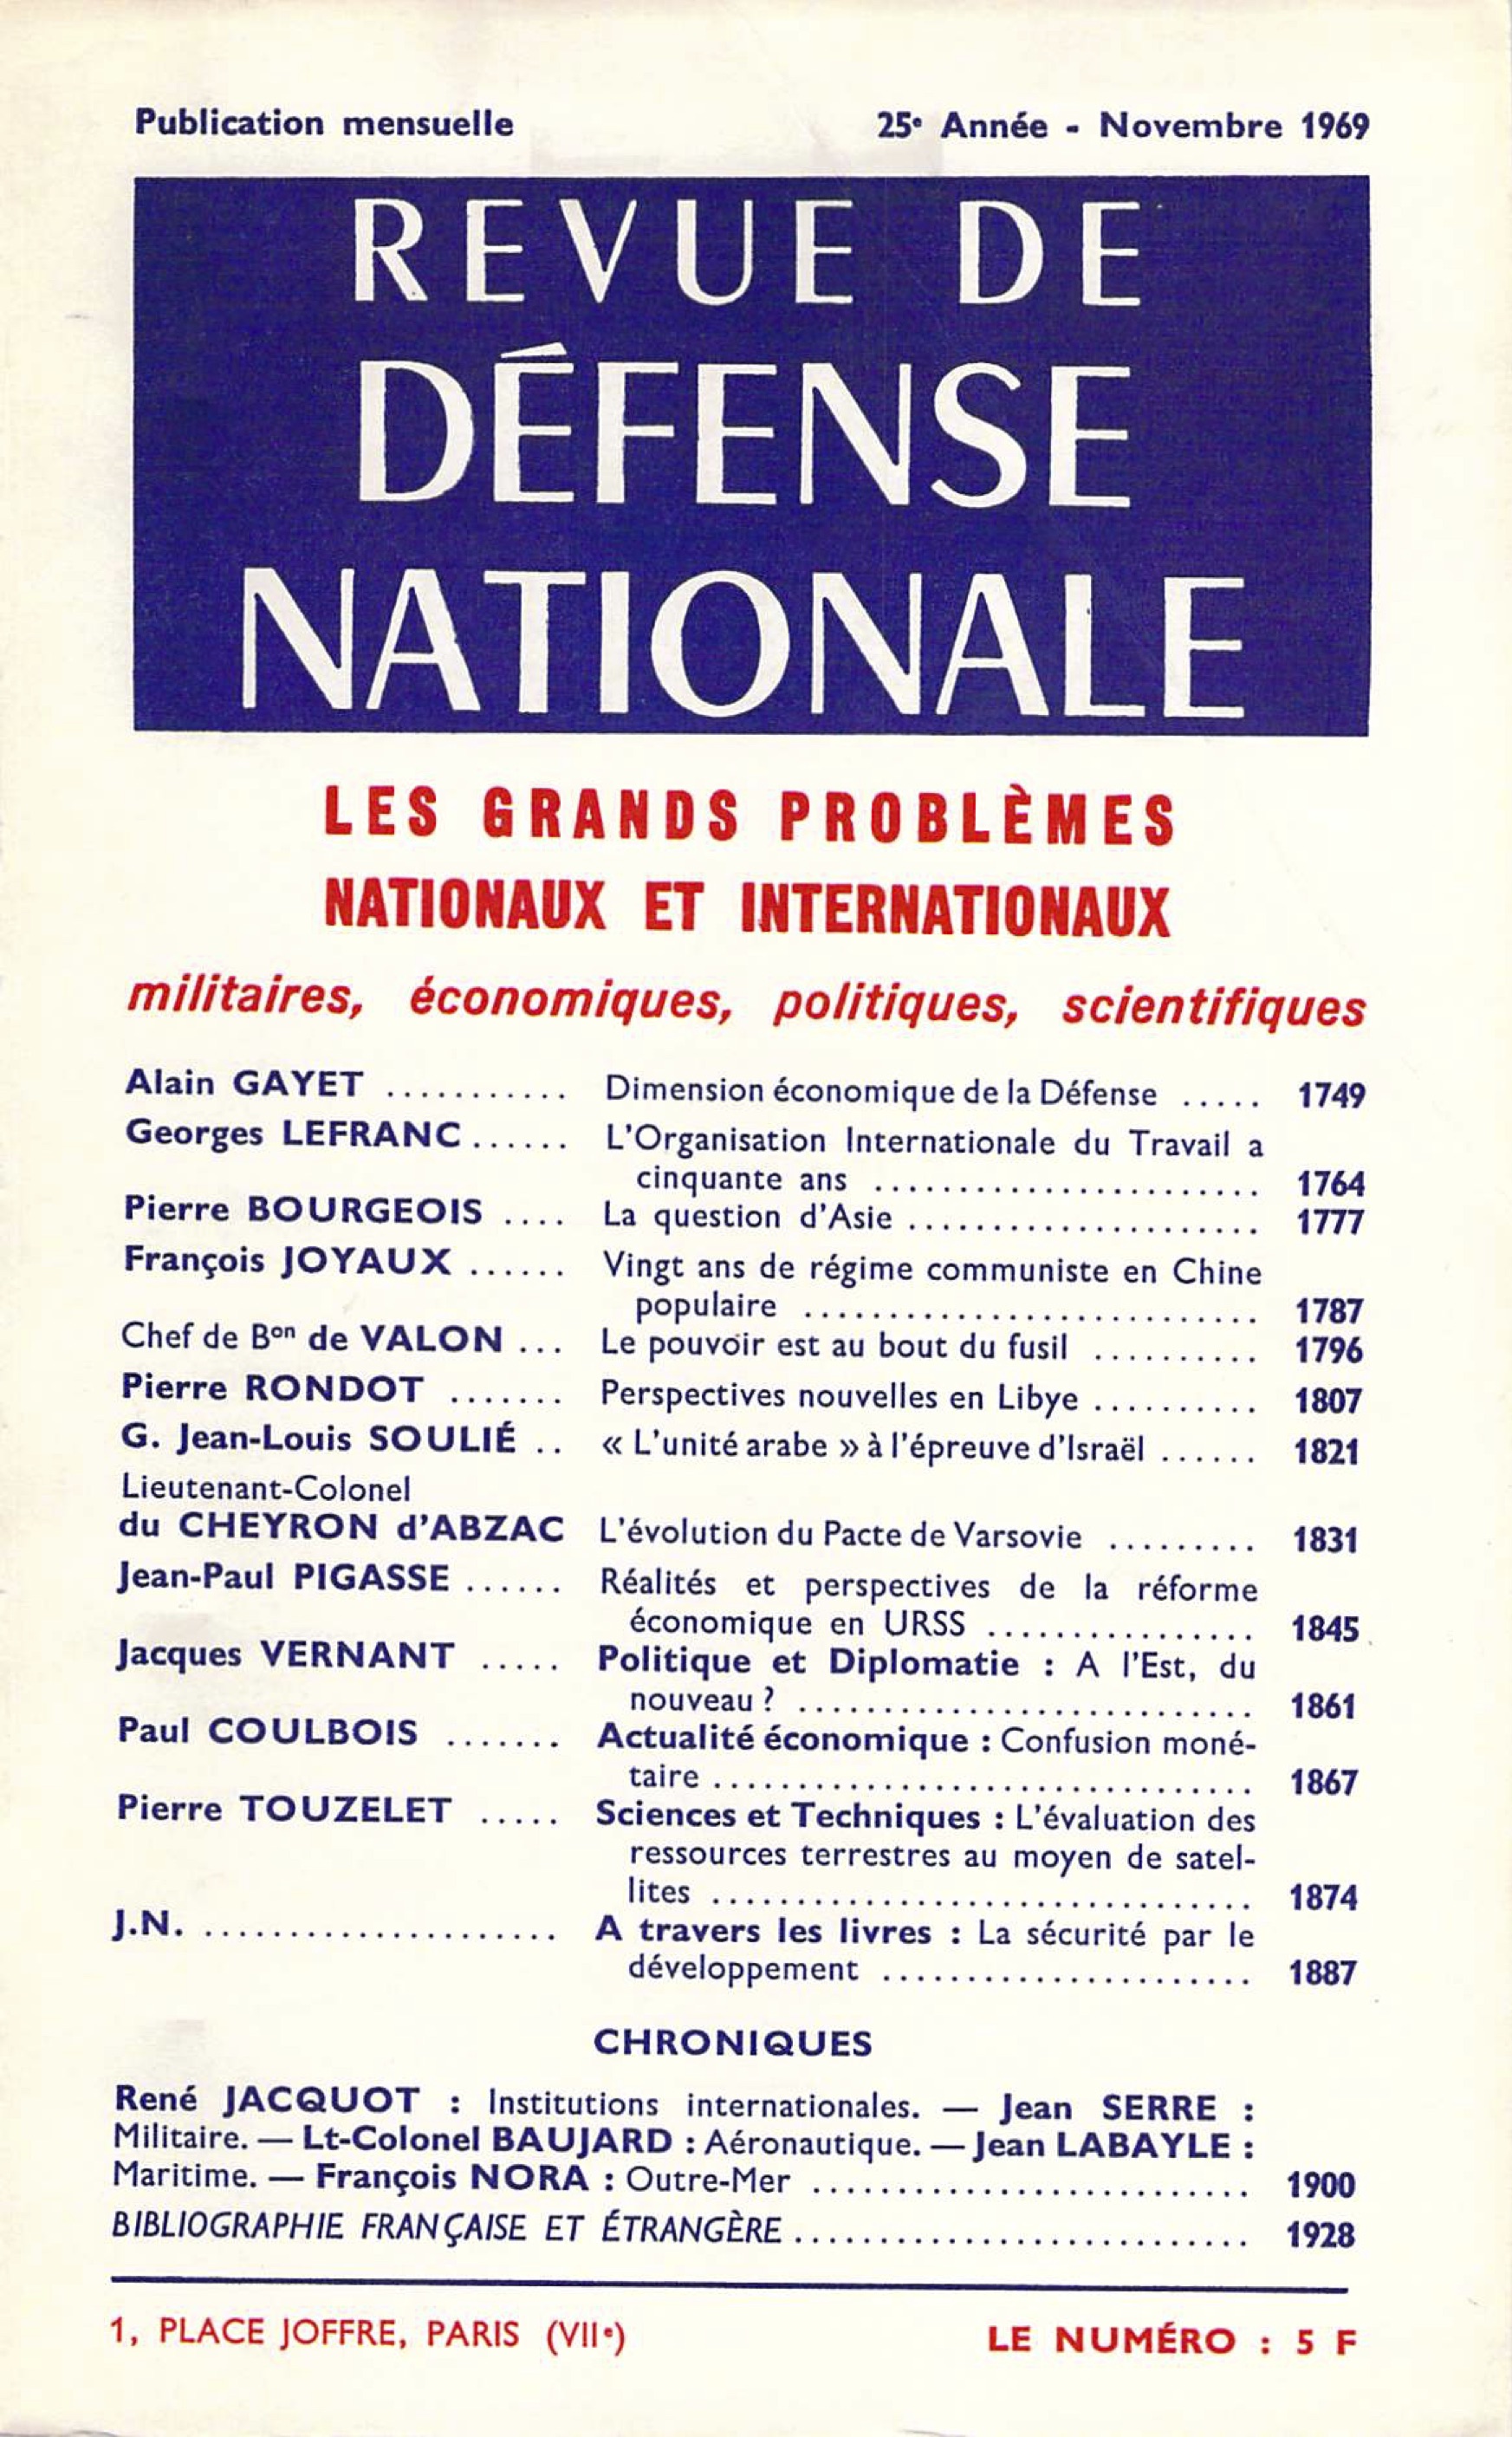 Publication mensuelle 25e Année - Novembre 1969
REVUE DE
DÉFENSE
NATIONALE
LES GRANDS PROBLÈMES
NATIONAUX ET INTERNATIONAUX
militaires, économiques, politiques, scientifiques
Alain GAYET ........... Dimension économique de la Défense ..... 1749
Georges LEFRANC ...... L'Organisation Internationale du Travail a
cinquante ans ....................... 1764
Pierre BOURGEOIS .... La question d'Asie ..................... 1777
François JOYAUX ...... Vingt ans de régime communiste en Chine
populaire ........................... 1787
Chef de Bon de VALON ... Le pouvoir est au bout du fusil .......... 1796
Pierre RONDOT ....... Perspectives nouvelles en Libye .......... 1807
G. Jean-Louis SOULIÉ .. « L'unité arabe » à l'épreuve d'Israël ...... 1821
Lieutenant-Colonel
du CHEYRON d'ABZAC L'évolution du Pacte de Varsovie ......... 1831
Jean-Paul PIGASSE ...... Réalités et perspectives de la réforme
économique en URSS ................ 1845
Jacques VERNANT ..... Politique et Diplomatie : A l'Est, du
nouveau ? ........................... 1861
Paul COULBOIS ....... Actualité économique : Confusion moné-
taire ................................ 1867
Pierre TOUZELET ..... Sciences et Techniques : L'évaluation des
ressources terrestres au moyen de satel-
lites ................................ 1874
J.N. ..................... A travers les livres : La sécurité par le
développement ...................... 1887
CHRONIQUES
René JACQUOT : Institutions internationales. — Jean SERRE :
Militaire. — Lt-Colonel BAUJARD : Aéronautique. — Jean LABAYLE :
Maritime. — François NORA : Outre-Mer .......................... 1900
BIBLIOGRAPHIE FRANÇAISE ET ÉTRANGÈRE ........................... 1928
1, PLACE JOFFRE, PARIS (VIIe) LE NUMÉRO : 5 F